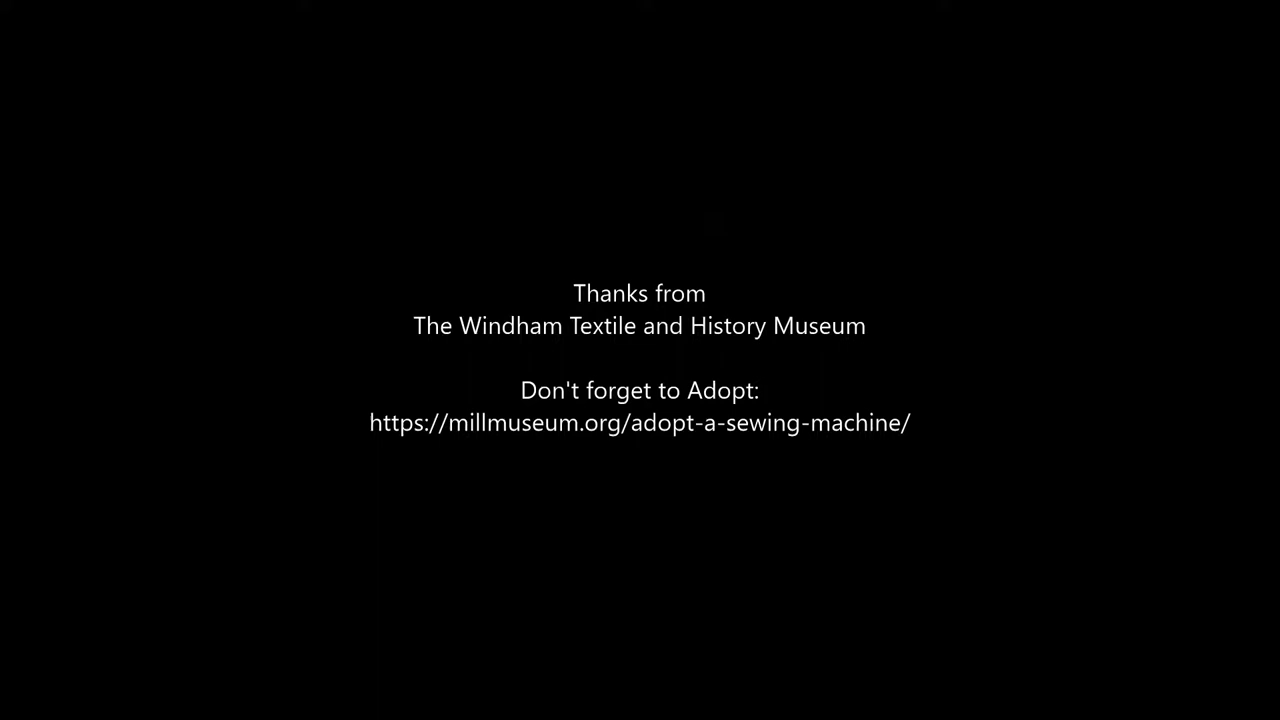 Thanks from
The Windham Textile and History Museum
Don't forget to Adopt:
https://millmuseum.org/adopt-a-sewing-machine/